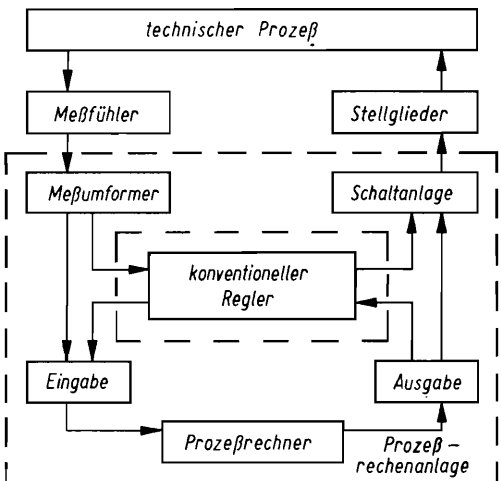 technischer Prozeß
Meßfühler
Stellglieder
Meßumformer
Schaltanlage
konventioneller
Regler
Eingabe
Ausgabe
Prozeßrechner
Prozeß-
rechenanlage